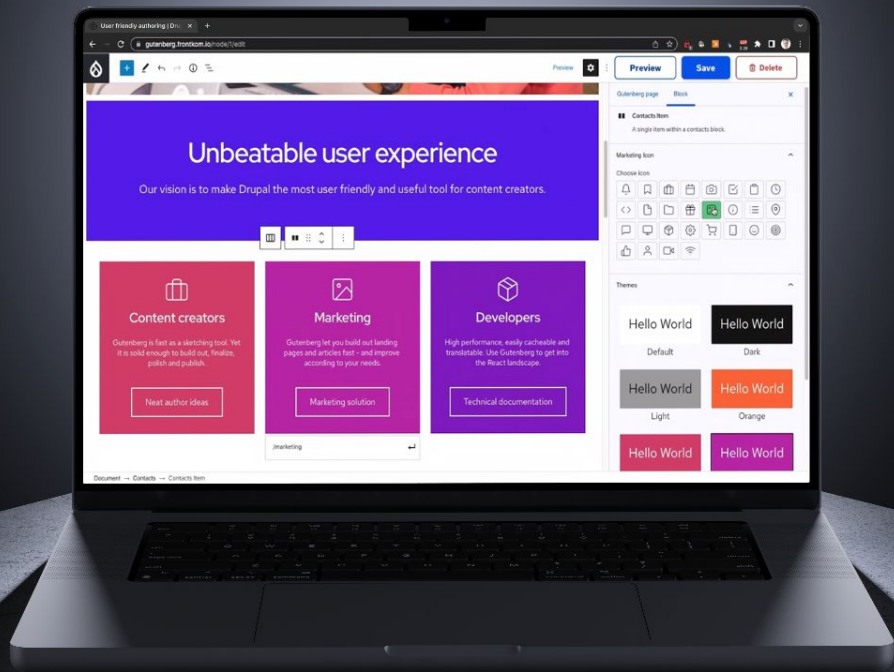 User friendly authoring | Dru
gutenberg.frontkom.io/node/1/edit
Preview
Preview
Save
Delete
Gutenberg page
Block
Contacts Item
A single item within a contacts block.
Marketing Icon
Choose icon
Unbeatable user experience
Our vision is to make Drupal the most user friendly and useful tool for content creators.
Content creators
Gutenberg is fast as a sketching tool. Yet
it is solid enough to build out, finalize,
polish and publish.
Neat author ideas
Marketing
Gutenberg let you build out landing
pages and articles fast - and improve
according to your needs.
Marketing solution
/marketing
Developers
High performance, easily cacheable and
translatable. Use Gutenberg to get into
the React landscape.
Technical documentation
Themes
Hello World
Default
Hello World
Dark
Hello World
Light
Hello World
Orange
Hello World
Hello World
Document → Contacts → Contacts Item